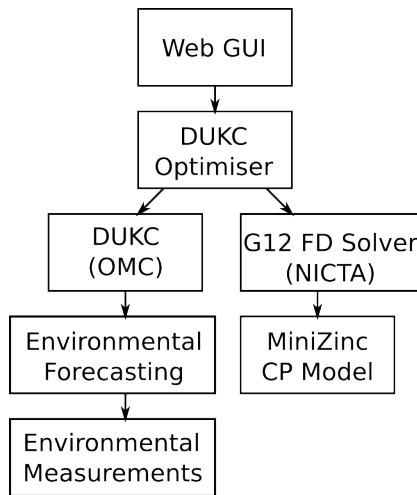 Web GUI
DUKC
Optimiser
DUKC
(OMC)
G12 FD Solver
(NICTA)
Environmental
Forecasting
MiniZinc
CP Model
Environmental
Measurements